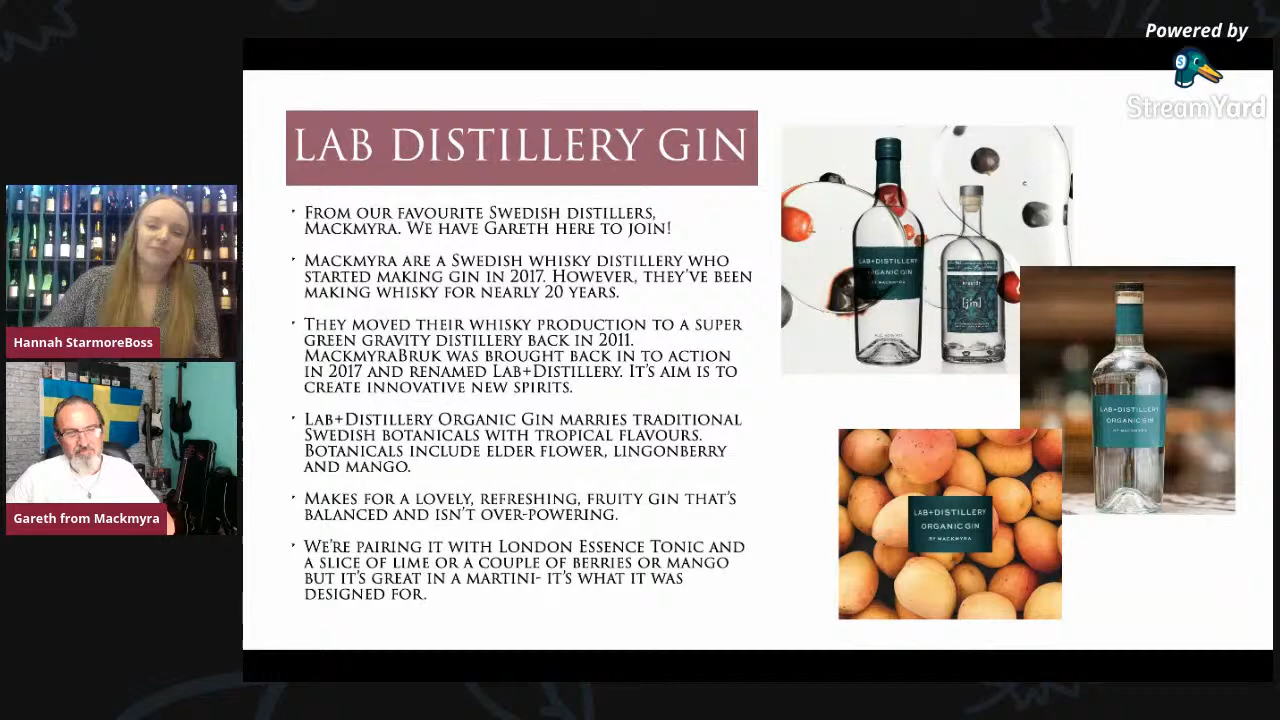 Powered by
StreamYard
LAB DISTILLERY GIN
From our favourite Swedish distillers,
Mackmyra. We have Gareth here to join!
Mackmyra are a Swedish whisky distillery who
started making gin in 2017. However, they've been
making whisky for nearly 20 years.
They moved their whisky production to a super
green gravity distillery back in 2011.
MackmyraBruk was brought back in to action
in 2017 and renamed Lab+Distillery. It's aim is to
create innovative new spirits.
Lab+Distillery Organic Gin marries traditional
Swedish botanicals with tropical flavours.
Botanicals include elder flower, lingonberry
and mango.
Makes for a lovely, refreshing, fruity gin that's
balanced and isn't over-powering.
We're pairing it with London Essence Tonic and
a slice of lime or a couple of berries or mango
but it's great in a martini- it's what it was
designed for.
LAB+DISTILLERY
ORGANIC GIN
BY MACKMYRA
[jin]
LAB+DISTILLERY
ORGANIC GIN
BY MACKMYRA
LAB+DISTILLERY
ORGANIC GIN
BY MACKMYRA
Hannah StarmoreBoss
Gareth from Mackmyra